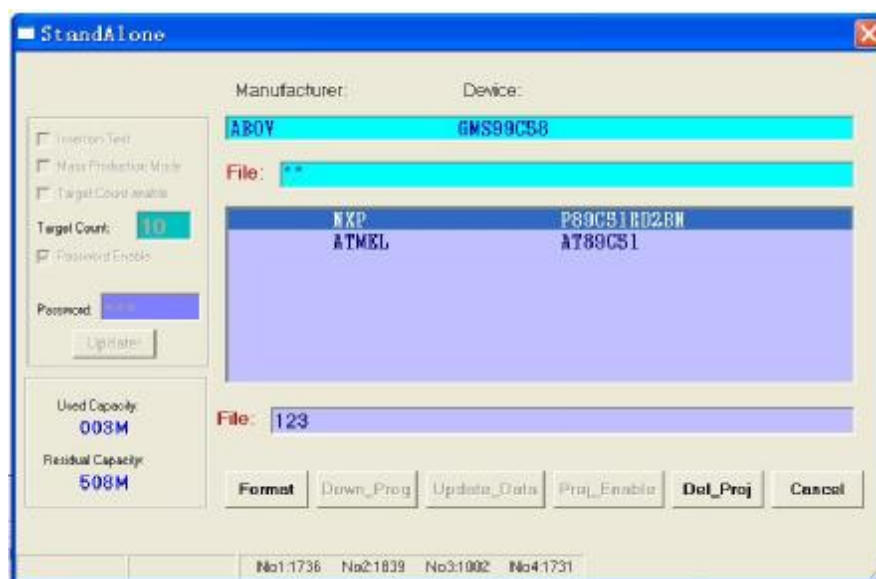 StandAlone
Manufacturer: Device:
ABOV GMS99C58
File: **
Insertion Test
Mass Production Mode
Target Count enable
Target Count: 10
Password Enable
Password: ***
Update
NXP P89C51RD2BN
ATMEL AT89C51
Used Capacity:
003M
Residual Capacity:
508M
File: 123
Format Down_Prog Update_Data Proj_Enable Del_Proj Cancel
No1:1736 No2:1839 No3:1002 No4:1731